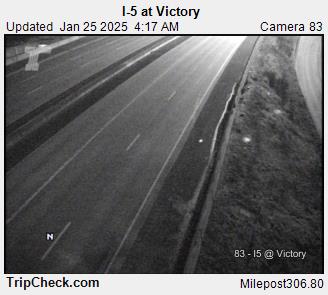 I-5 at Victory
Updated Jan 25 2025 4:17 AM Camera 83
T
N
83 - I5 @ Victory
TripCheck.com Milepost306.80